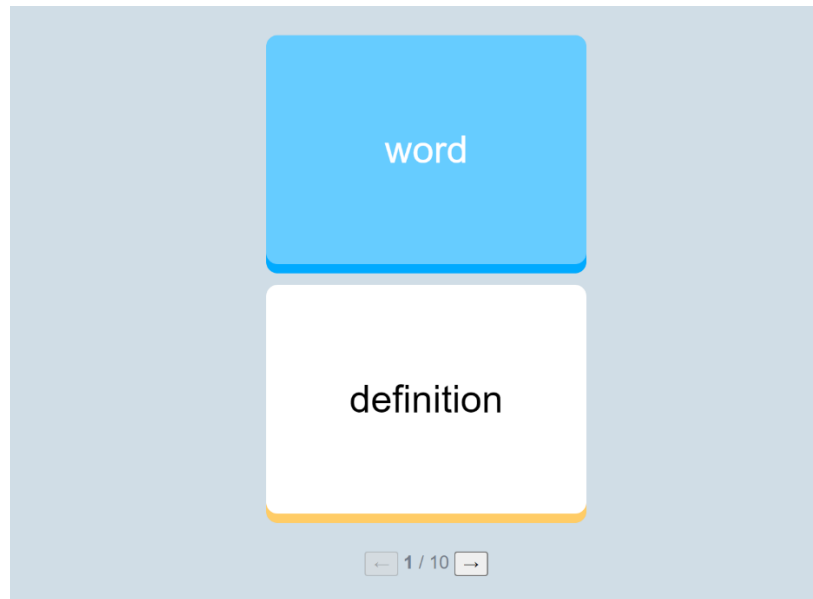 word
definition
← 1 / 10 →